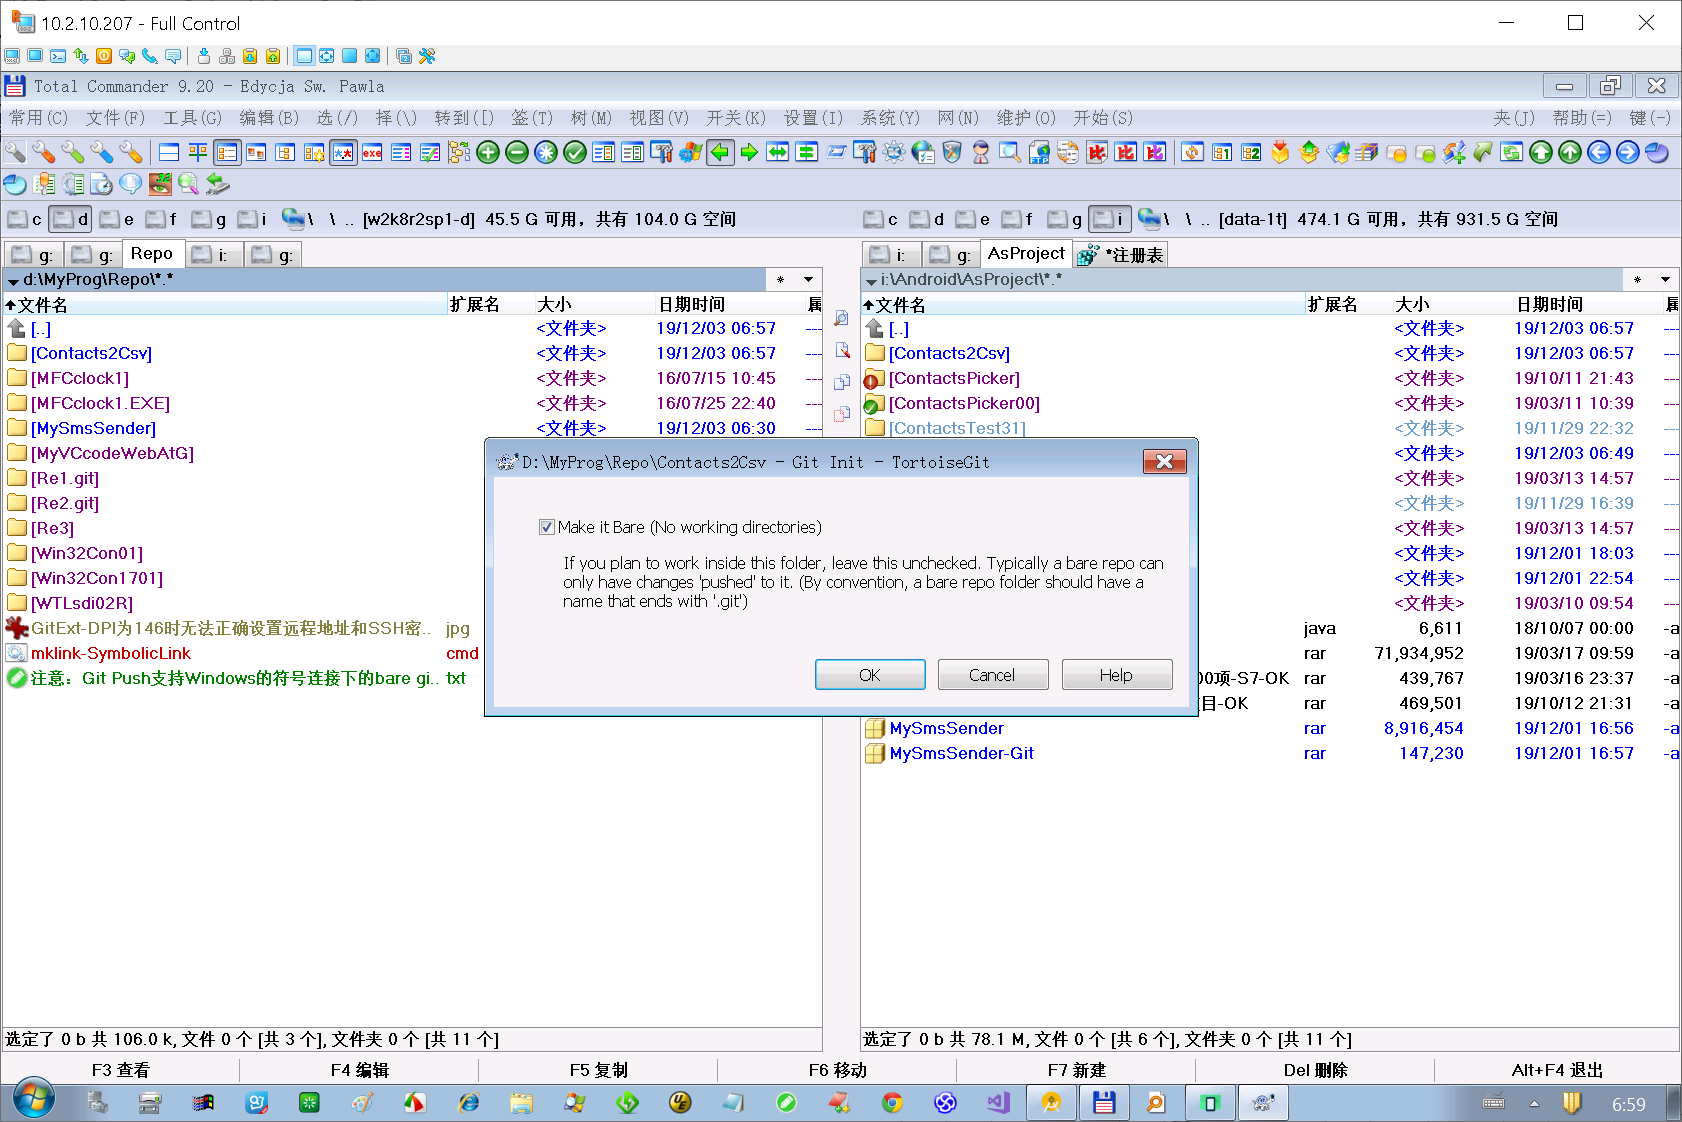 10.2.10.207 - Full Control
Total Commander 9.20 - Edycja Sw. Pawla
常用(C) 文件(F) 工具(G) 编辑(B) 选(/) 择(\) 转到([) 签(T) 树(M) 视图(V) 开关(K) 设置(I) 系统(Y) 网(N) 维护(O) 开始(S) 夹(J) 帮助(=) 键(-)
c d e f g i \ \ .. [w2k8r2sp1-d] 45.5 G 可用，共有 104.0 G 空间
c d e f g i \ \ .. [data-1t] 474.1 G 可用，共有 931.5 G 空间
g: g: Repo i: g:
i: g: AsProject *注册表
d:\MyProg\Repo\*.* * 
i:\Android\AsProject\*.* *
文件名 扩展名 大小 日期时间 属
[..] <文件夹> 19/12/03 06:57 ---
[Contacts2Csv] <文件夹> 19/12/03 06:57 ---
[MFCclock1] <文件夹> 16/07/15 10:45 ---
[MFCclock1.EXE] <文件夹> 16/07/25 22:40 ---
[MySmsSender] <文件夹> 19/12/03 06:30 ---
[MyVCcodeWebAtG]
[Re1.git]
[Re2.git]
[Re3]
[Win32Con01]
[Win32Con1701]
[WTLsdi02R]
GitExt-DPI为146时无法正确设置远程地址和SSH密.. jpg
mklink-SymbolicLink cmd
注意：Git Push支持Windows的符号连接下的bare gi.. txt
文件名 扩展名 大小 日期时间 属
[..] <文件夹> 19/12/03 06:57 ---
[Contacts2Csv] <文件夹> 19/12/03 06:57 ---
[ContactsPicker] <文件夹> 19/10/11 21:43 ---
[ContactsPicker00] <文件夹> 19/03/11 10:39 ---
[ContactsTest31] <文件夹> 19/11/29 22:32 ---
<文件夹> 19/12/03 06:49 ---
<文件夹> 19/03/13 14:57 ---
<文件夹> 19/11/29 16:39 ---
<文件夹> 19/03/13 14:57 ---
<文件夹> 19/12/01 18:03 ---
<文件夹> 19/12/01 22:54 ---
<文件夹> 19/03/10 09:54 ---
java 6,611 18/10/07 00:00 -a
rar 71,934,952 19/03/17 09:59 -a
00项-S7-OK rar 439,767 19/03/16 23:37 -a
目-OK rar 469,501 19/10/12 21:31 -a
MySmsSender rar 8,916,454 19/12/01 16:56 -a
MySmsSender-Git rar 147,230 19/12/01 16:57 -a
D:\MyProg\Repo\Contacts2Csv - Git Init - TortoiseGit
Make it Bare (No working directories)
If you plan to work inside this folder, leave this unchecked. Typically a bare repo can
only have changes 'pushed' to it. (By convention, a bare repo folder should have a
name that ends with '.git')
OK Cancel Help
选定了 0 b 共 106.0 k, 文件 0 个 [共 3 个], 文件夹 0 个 [共 11 个]
选定了 0 b 共 78.1 M, 文件 0 个 [共 6 个], 文件夹 0 个 [共 11 个]
F3 查看 F4 编辑 F5 复制 F6 移动 F7 新建 Del 删除 Alt+F4 退出
6:59